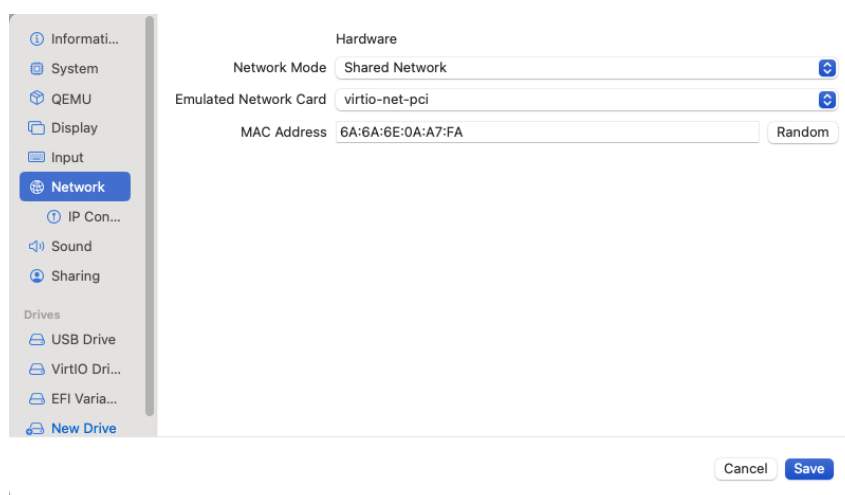 Informati...
System
QEMU
Display
Input
Network
IP Con...
Sound
Sharing
Drives
USB Drive
VirtIO Dri...
EFI Varia...
New Drive
Hardware
Network Mode Shared Network
Emulated Network Card virtio-net-pci
MAC Address 6A:6A:6E:0A:A7:FA Random
Cancel Save